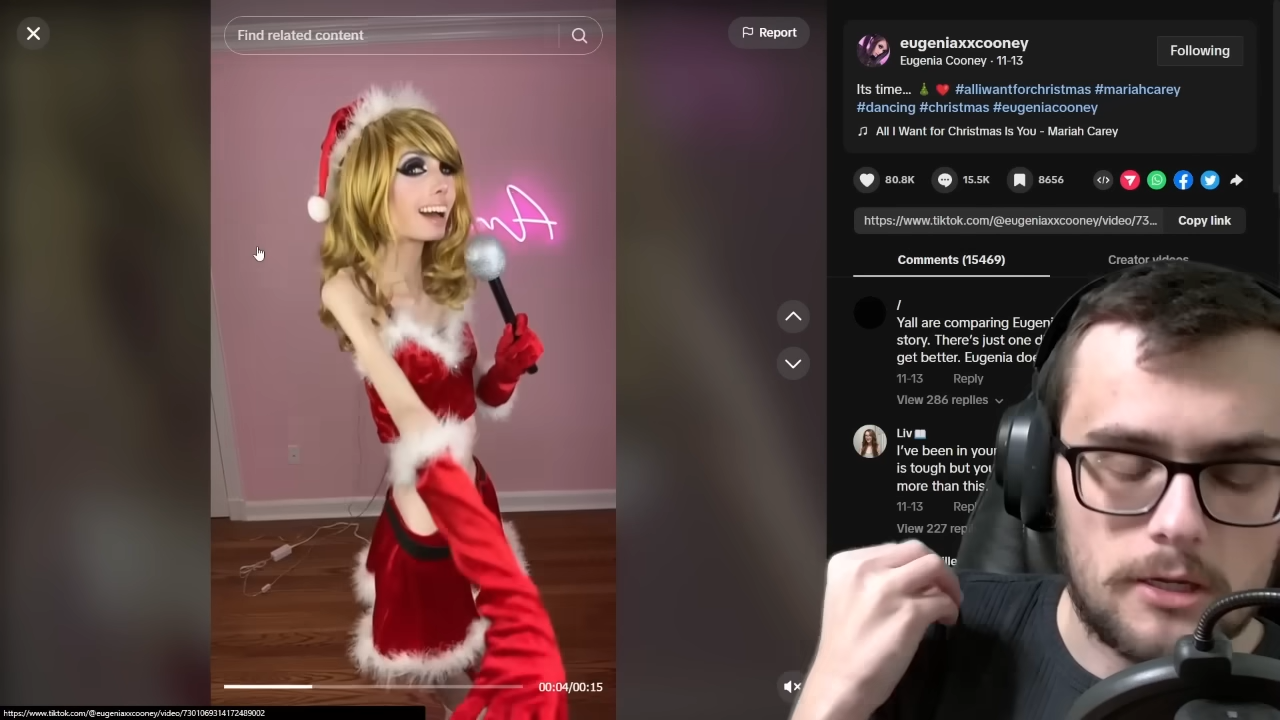 Find related content
Report
eugeniaxxcooney
Eugenia Cooney · 11-13
Following
Its time... 🎄 ❤️ #alliwantforchristmas #mariahcarey
#dancing #christmas #eugeniacooney
♫ All I Want for Christmas Is You - Mariah Carey
80.8K
15.5K
8656
https://www.tiktok.com/@eugeniaxxcooney/video/73...
Copy link
Comments (15469)
Creator videos
/
Yall are comparing Eugeni
story. There's just one d
get better. Eugenia doe
11-13 Reply
View 286 replies
Liv📖
I've been in your
is tough but you
more than this.
11-13 Rep
View 227 rep
00:04/00:15
https://www.tiktok.com/@eugeniaxxcooney/video/7301069314172489002